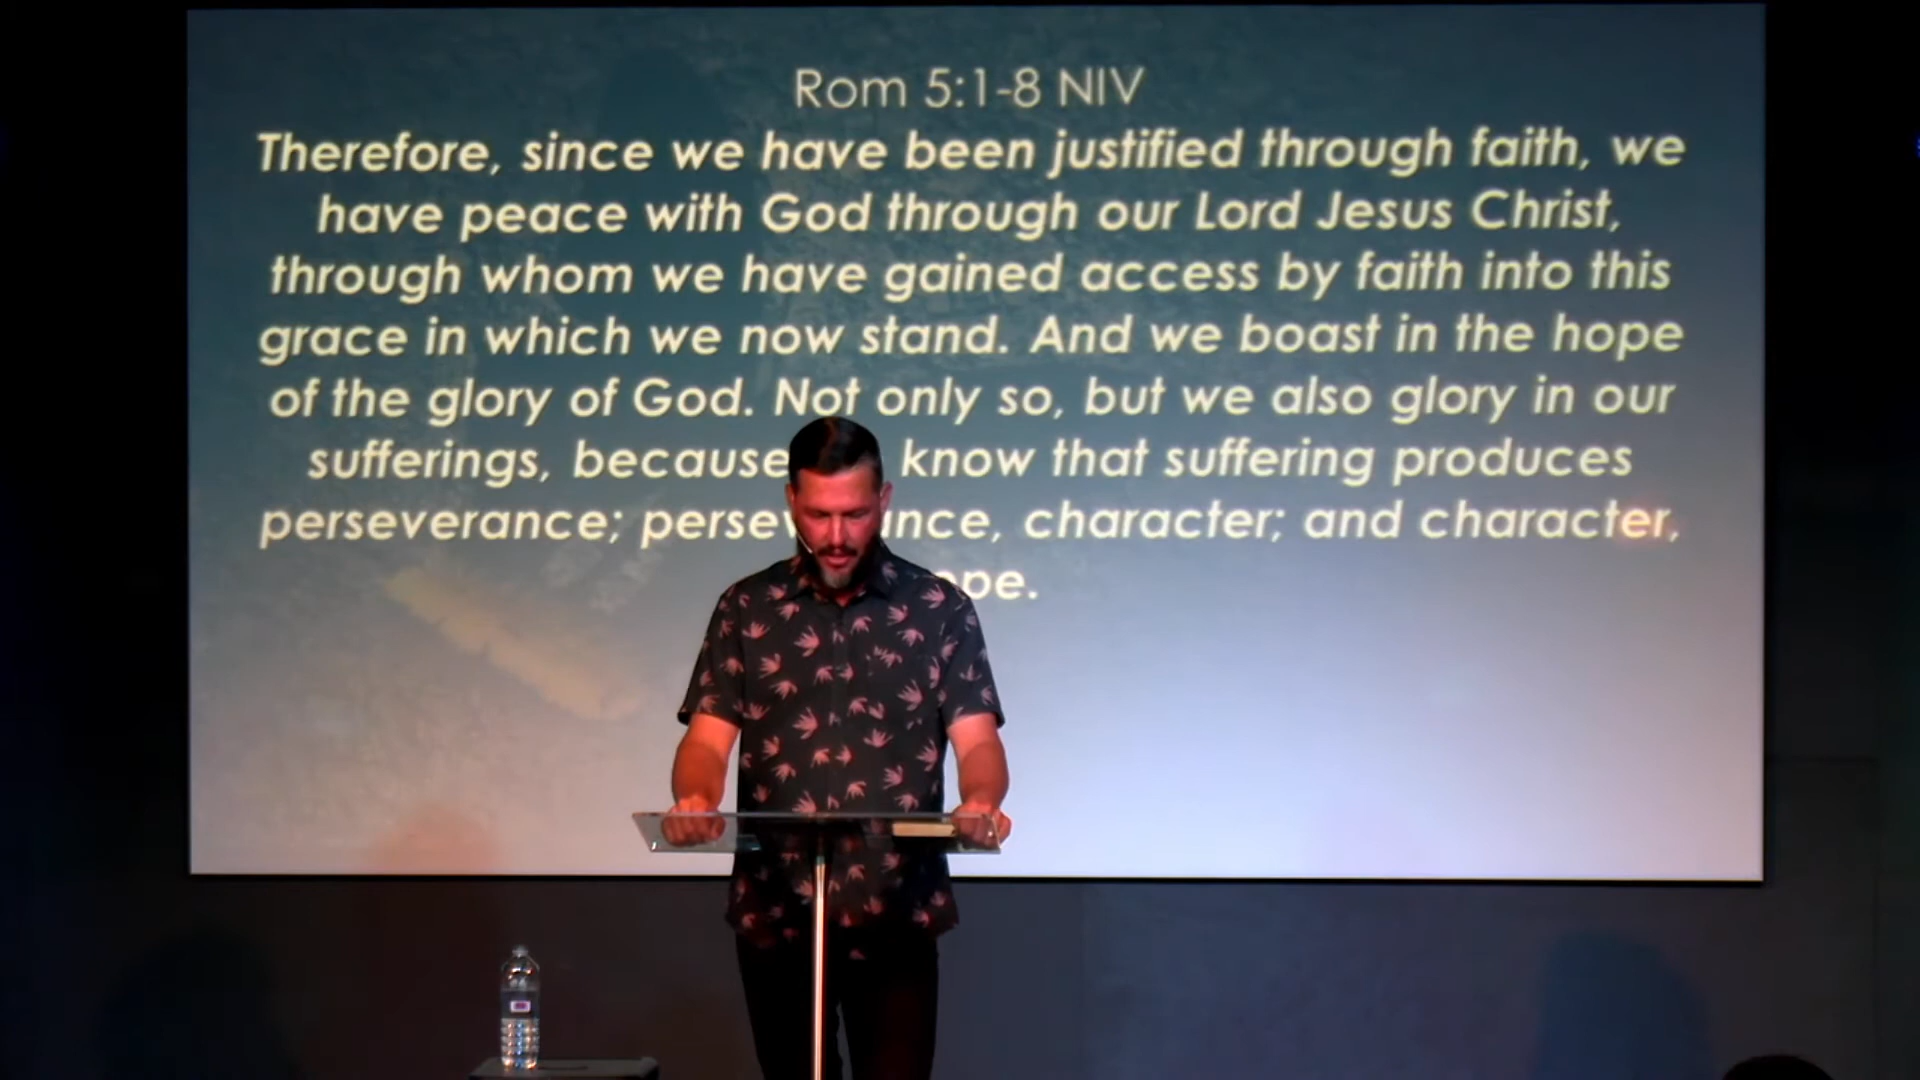 Rom 5:1-8 NIV
Therefore, since we have been justified through faith, we
have peace with God through our Lord Jesus Christ,
through whom we have gained access by faith into this
grace in which we now stand. And we boast in the hope
of the glory of God. Not only so, but we also glory in our
sufferings, because know that suffering produces
perseverance; character; and character,